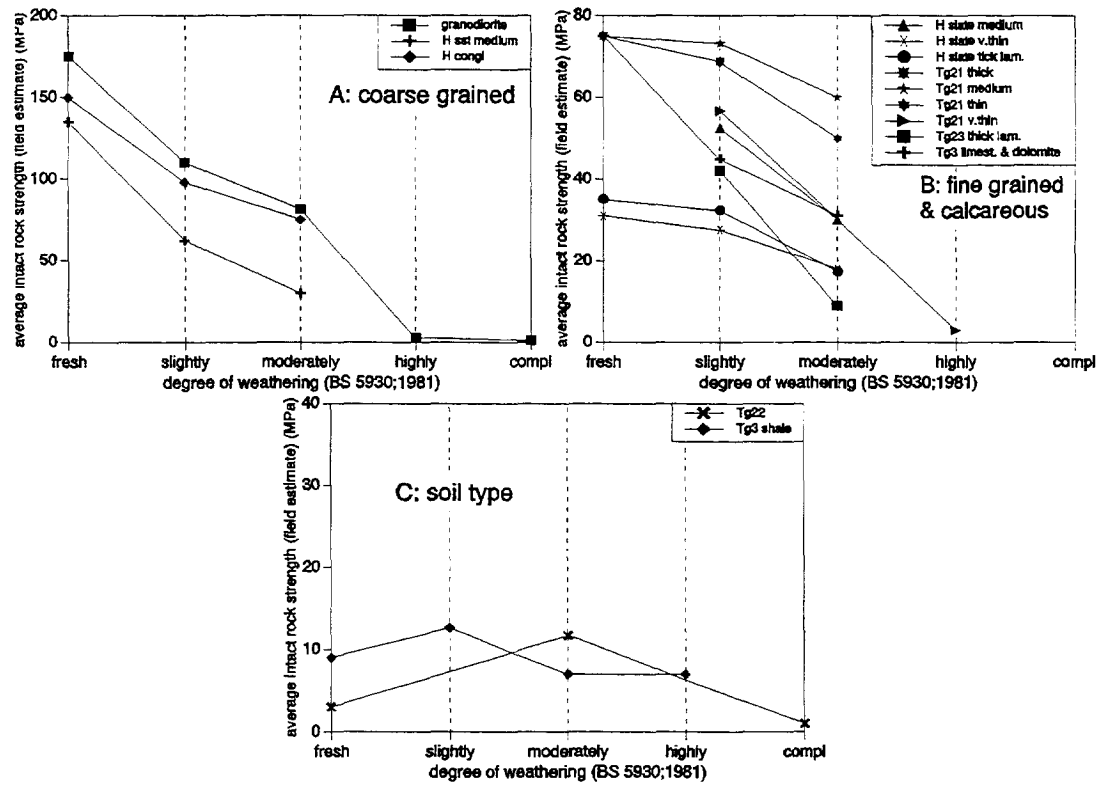 average intact rock strength (field estimate) (MPa)
200
150
100
50
0
granodiorite
H sst medium
H congl
A: coarse grained
fresh
slightly
moderately
highly
compl
degree of weathering (BS 5930;1981)
average intact rock strength (field estimate) (MPa)
80
60
40
20
0
H slate medium
H slate v.thin
H slate tick lam.
Tg21 thick
Tg21 medium
Tg21 thin
Tg21 v.thin
Tg23 thick lam.
Tg3 limest. & dolomite
B: fine grained
& calcareous
fresh
slightly
moderately
highly
compl
degree of weathering (BS 5930;1981)
average intact rock strength (field estimate) (MPa)
40
30
20
10
0
Tg22
Tg3 shale
C: soil type
fresh
slightly
moderately
highly
compl
degree of weathering (BS 5930;1981)